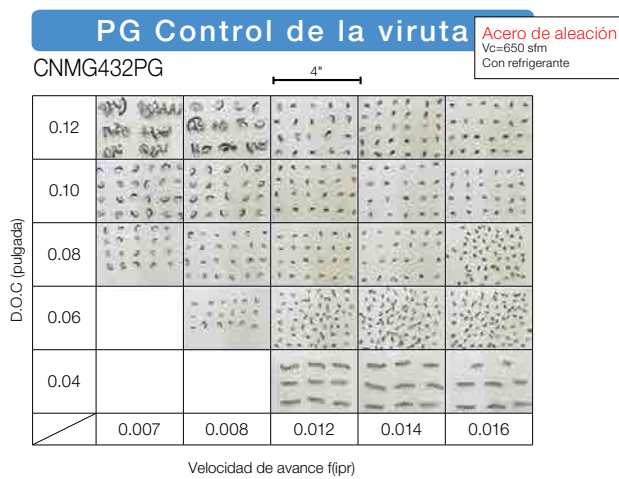 PG Control de la viruta
Acero de aleación
Vc=650 sfm
Con refrigerante
CNMG432PG
4"
D.O.C (pulgada)
0.12
0.10
0.08
0.06
0.04
0.007 0.008 0.012 0.014 0.016
Velocidad de avance f(ipr)